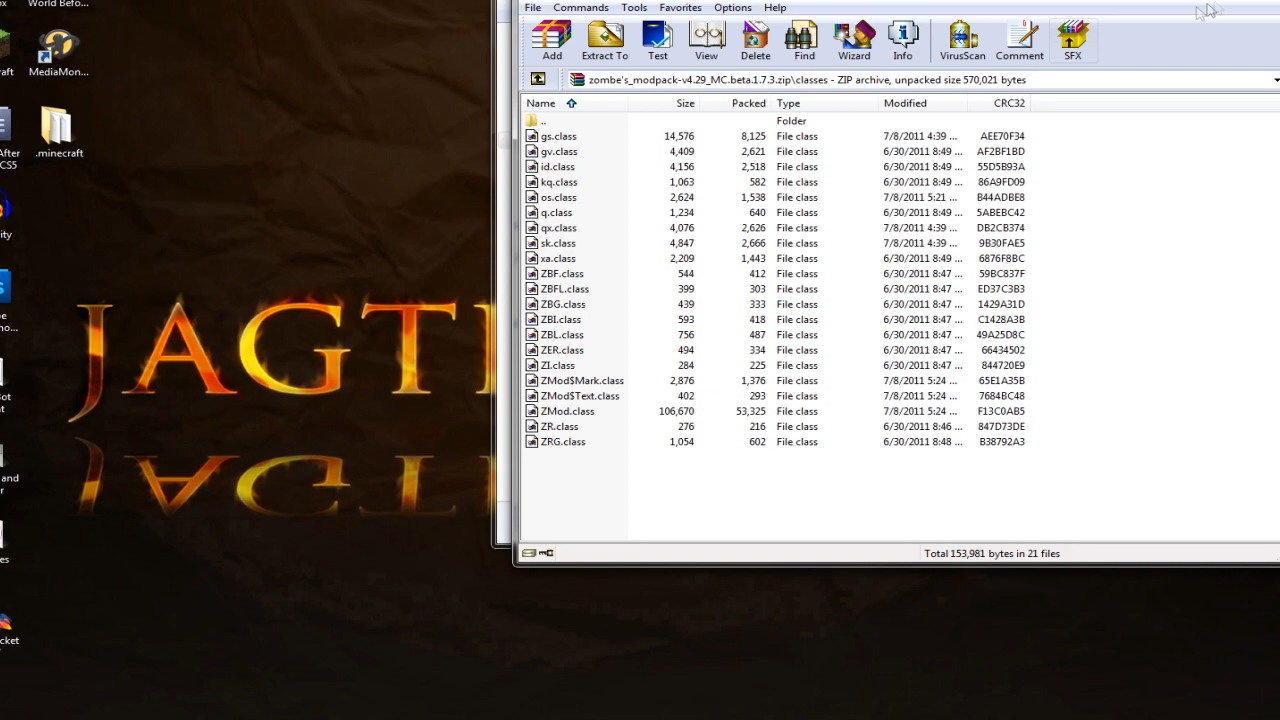 World Befo...
MediaMon...
.minecraft
raft
After
CS5
ity
no...
Bot
at
and
r
es
cket
JAGT
File Commands Tools Favorites Options Help
Add Extract To Test View Delete Find Wizard Info VirusScan Comment SFX
zombe's_modpack-v4.29_MC.beta.1.7.3.zip\classes - ZIP archive, unpacked size 570,021 bytes
Name Size Packed Type Modified CRC32
.. Folder
gs.class 14,576 8,125 File class 7/8/2011 4:39 ... AEE70F34
gv.class 4,409 2,621 File class 6/30/2011 8:49 ... AF2BF1BD
id.class 4,156 2,518 File class 6/30/2011 8:49 ... 55D5B93A
kq.class 1,063 582 File class 6/30/2011 8:49 ... 86A9FD09
os.class 2,624 1,538 File class 7/8/2011 5:21 ... B44ADBE8
q.class 1,234 640 File class 6/30/2011 8:49 ... 5ABEBC42
qx.class 4,076 2,626 File class 7/8/2011 4:39 ... DB2CB374
sk.class 4,847 2,666 File class 7/8/2011 4:39 ... 9B30FAE5
xa.class 2,209 1,443 File class 6/30/2011 8:49 ... 6876F8BC
ZBF.class 544 412 File class 6/30/2011 8:47 ... 59BC837F
ZBFL.class 399 303 File class 6/30/2011 8:47 ... ED37C3B3
ZBG.class 439 333 File class 6/30/2011 8:47 ... 1429A31D
ZBI.class 593 418 File class 6/30/2011 8:47 ... C1428A3B
ZBL.class 756 487 File class 6/30/2011 8:47 ... 49A25D8C
ZER.class 494 334 File class 6/30/2011 8:47 ... 66434502
ZI.class 284 225 File class 6/30/2011 8:47 ... 844720E9
ZMod$Mark.class 2,876 1,376 File class 7/8/2011 5:24 ... 65E1A35B
ZMod$Text.class 402 293 File class 7/8/2011 5:24 ... 7684BC48
ZMod.class 106,670 53,325 File class 7/8/2011 5:24 ... F13C0AB5
ZR.class 276 216 File class 6/30/2011 8:46 ... 847D73DE
ZRG.class 1,054 602 File class 6/30/2011 8:48 ... B38792A3
Total 153,981 bytes in 21 files